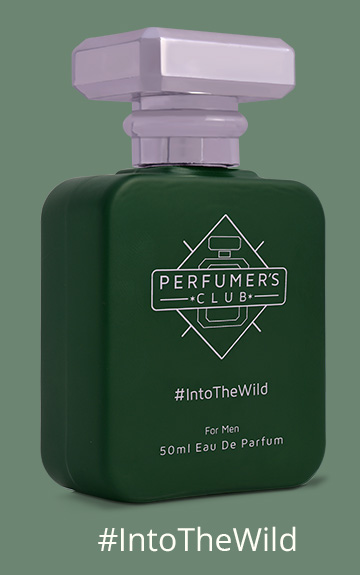 PERFUMER'S
*CLUB*
#IntoTheWild
For Men
50ml Eau De Parfum
#IntoTheWild